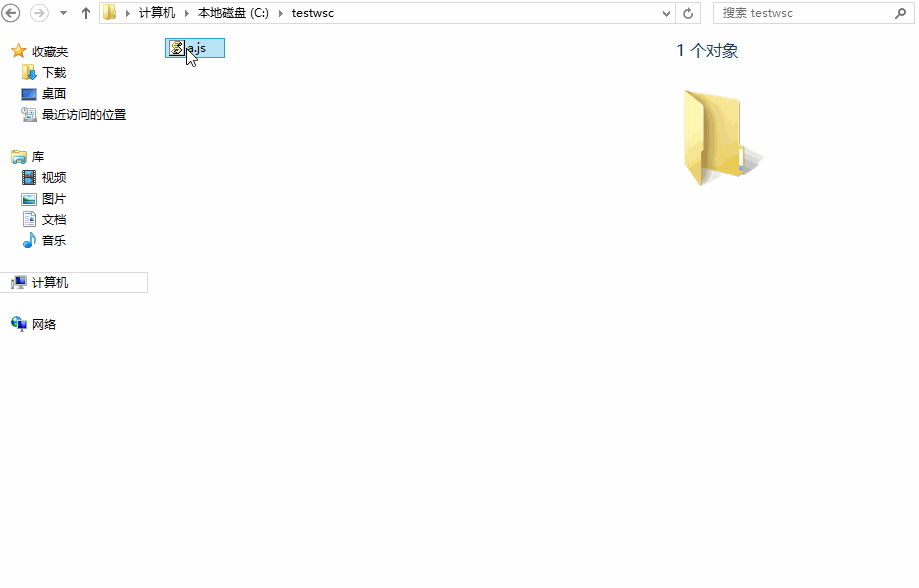 计算机 本地磁盘 (C:) testwsc
搜索 testwsc
收藏夹
下载
桌面
最近访问的位置
库
视频
图片
文档
音乐
计算机
网络
a.js
1 个对象